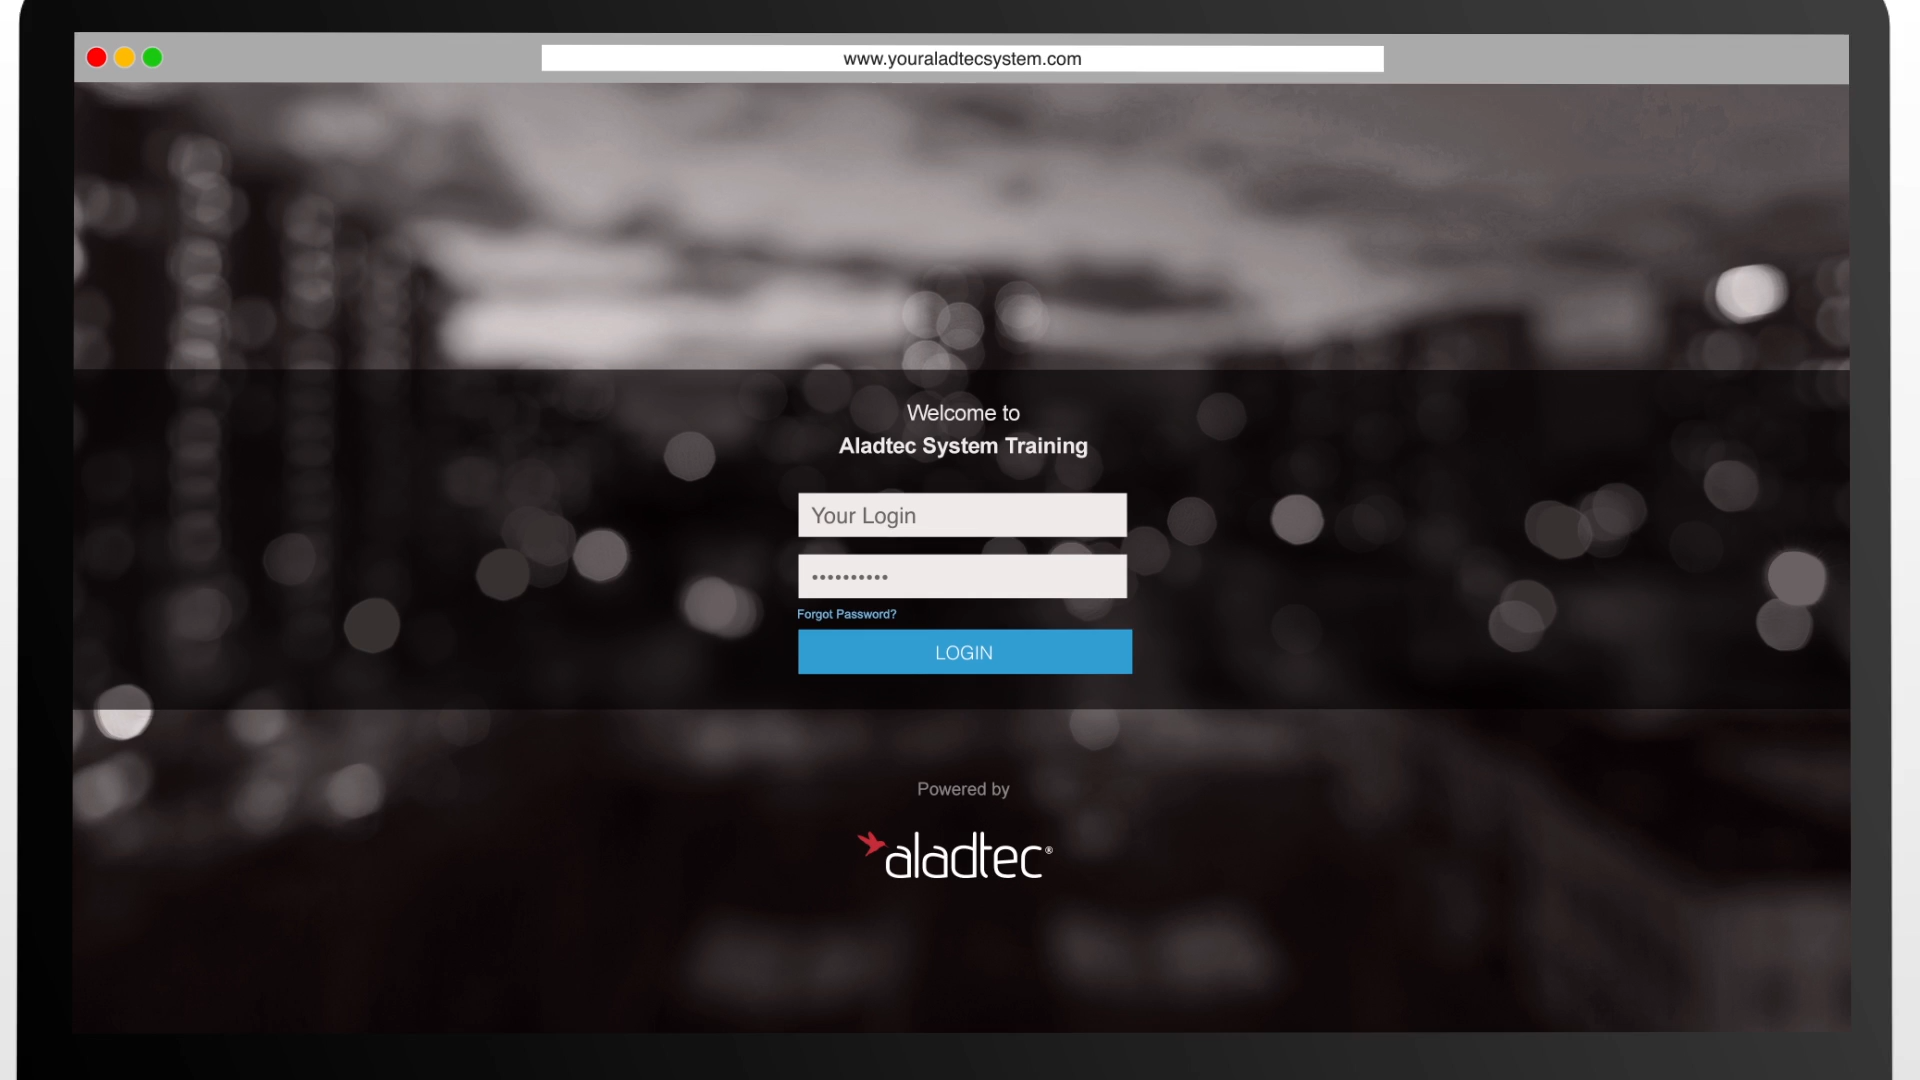 www.youraladtecsystem.com
Welcome to
Aladtec System Training
Your Login
••••••••••
Forgot Password?
LOGIN
Powered by
aladtec®